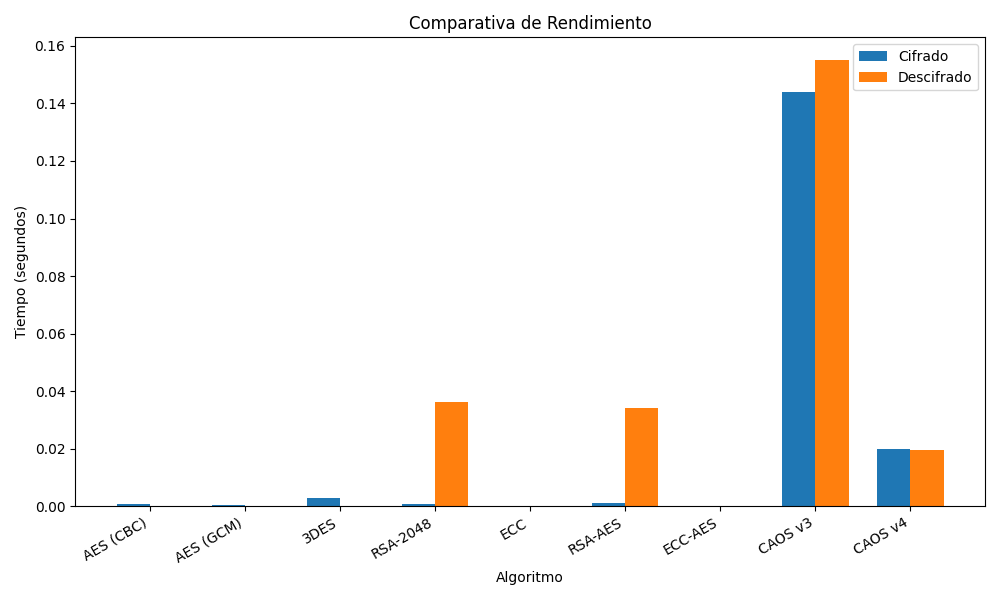 Comparativa de Rendimiento
Cifrado
Descifrado
Tiempo (segundos)
0.16
0.14
0.12
0.10
0.08
0.06
0.04
0.02
0.00
AES (CBC)
AES (GCM)
3DES
RSA-2048
ECC
RSA-AES
ECC-AES
CAOS v3
CAOS v4
Algoritmo